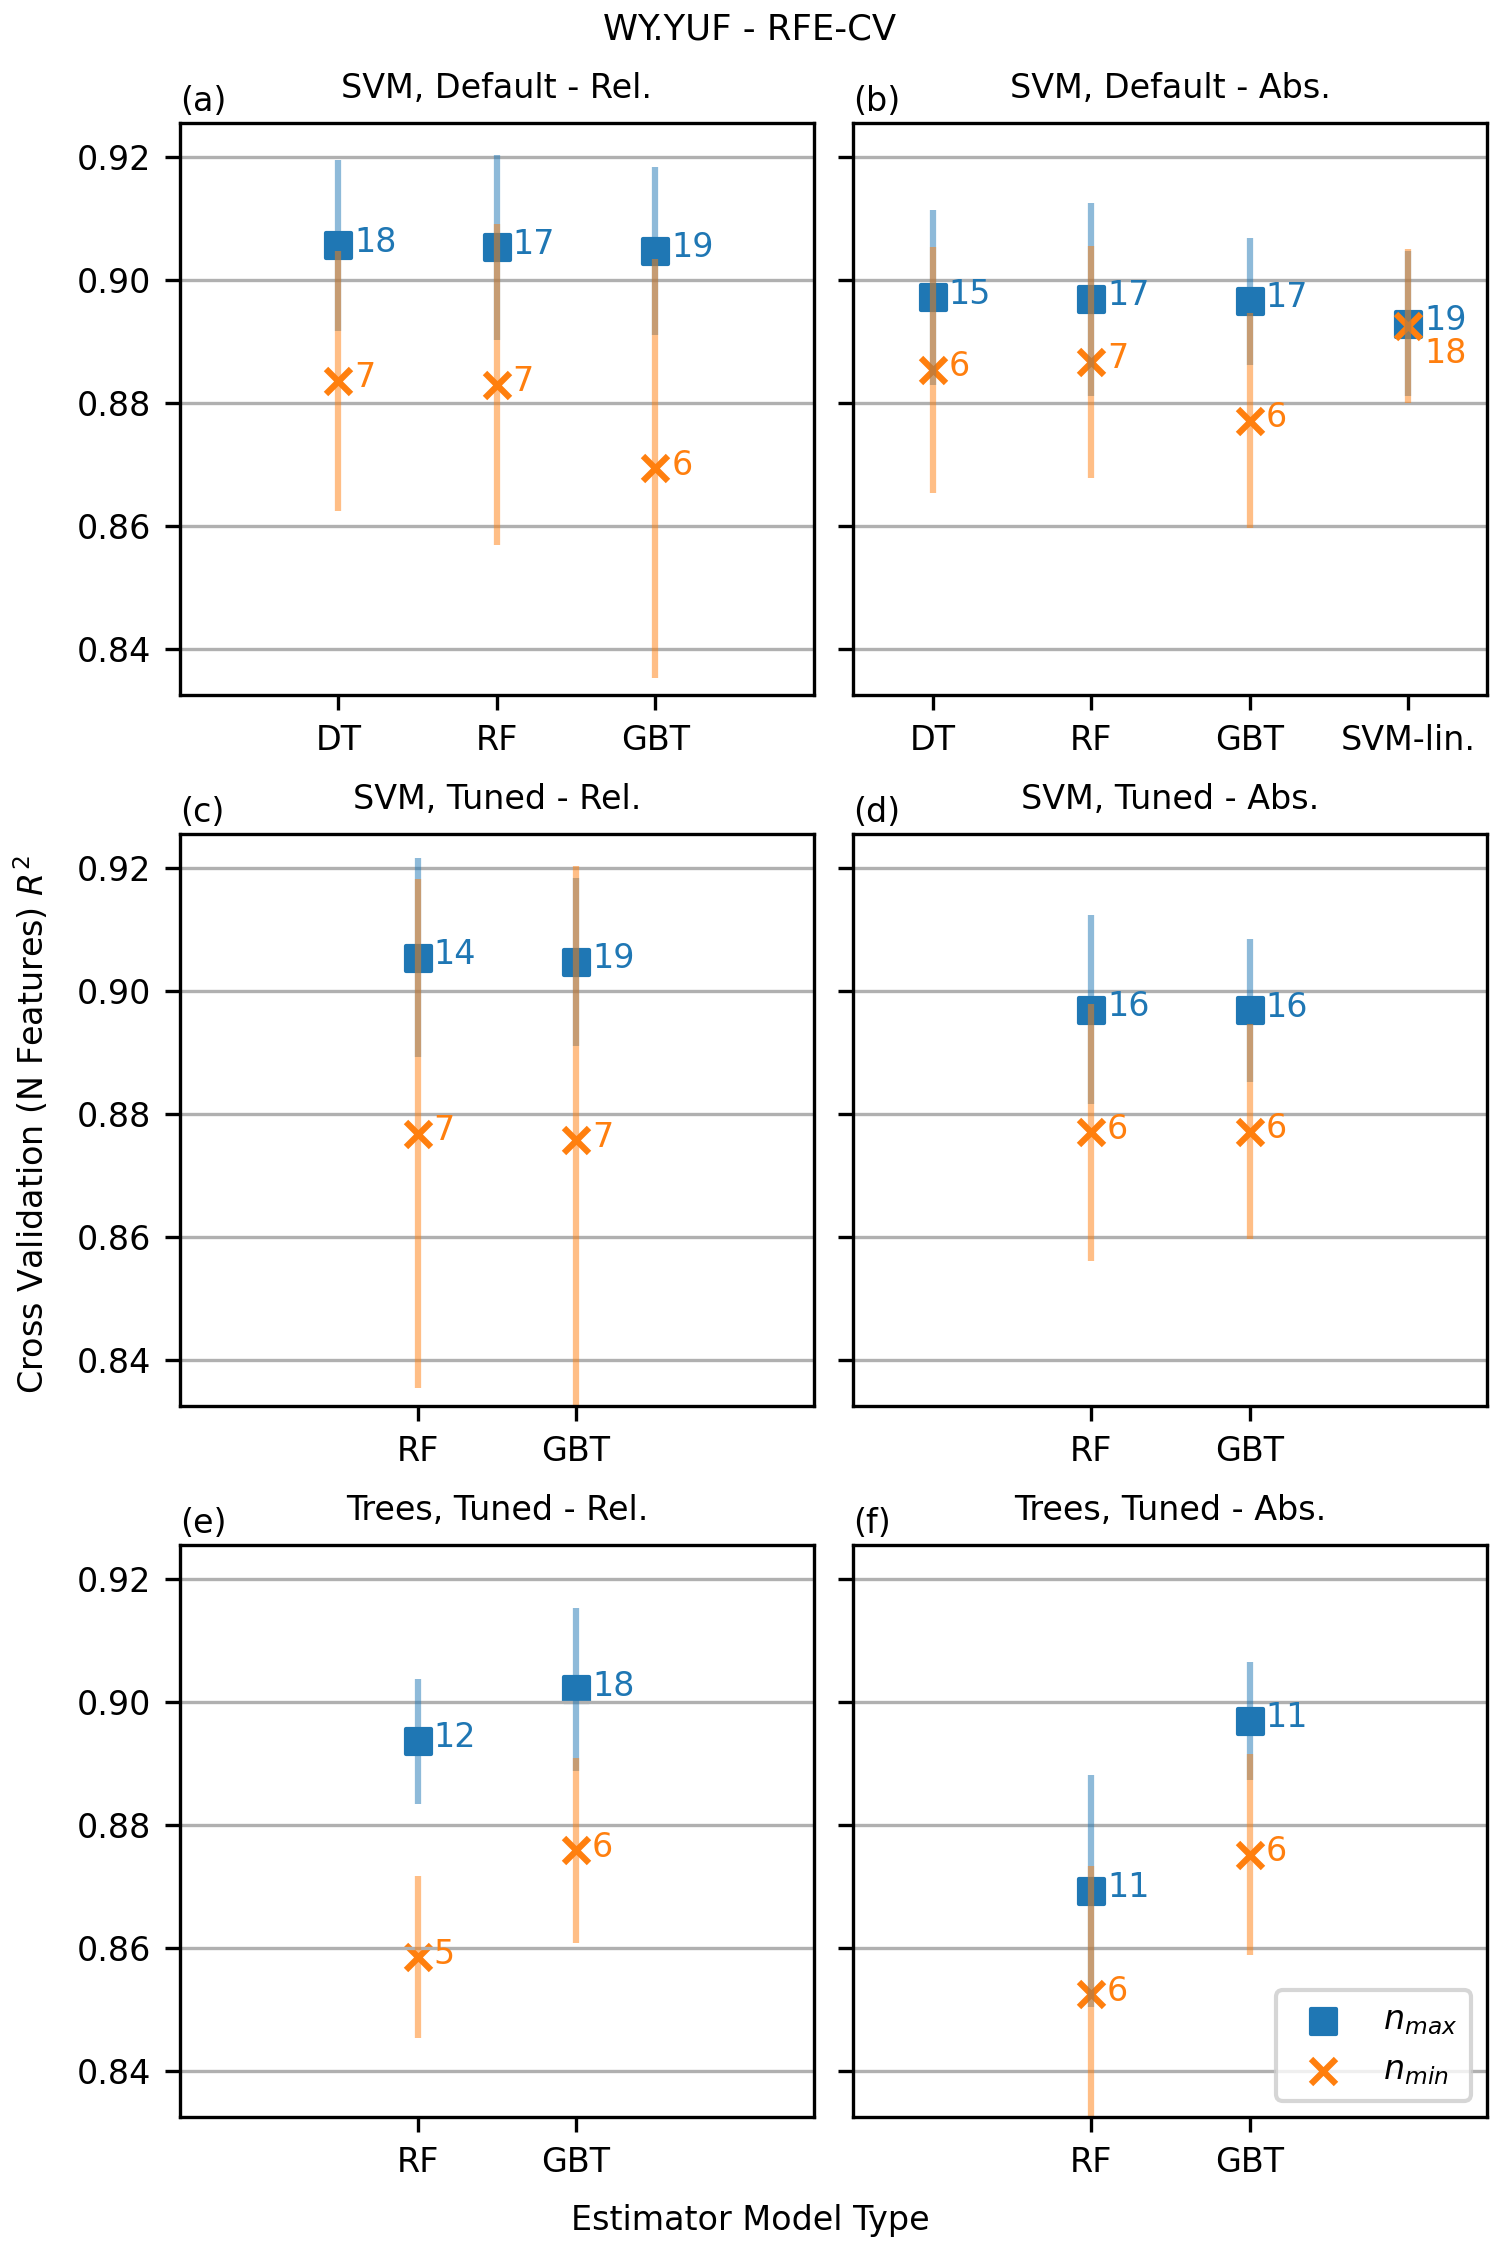 WY.YUF - RFE-CV
(a) SVM, Default - Rel.
(b) SVM, Default - Abs.
0.92
0.90
0.88
0.86
0.84
18
17
19
7
7
6
DT RF GBT
15
17
17
19
18
6
7
6
DT RF GBT SVM-lin.
(c) SVM, Tuned - Rel.
(d) SVM, Tuned - Abs.
Cross Validation (N Features) R²
0.92
0.90
0.88
0.86
0.84
14
19
7
7
RF GBT
16
16
6
6
RF GBT
(e) Trees, Tuned - Rel.
(f) Trees, Tuned - Abs.
0.92
0.90
0.88
0.86
0.84
12
18
5
6
RF GBT
11
11
6
6
n_max
n_min
RF GBT
Estimator Model Type